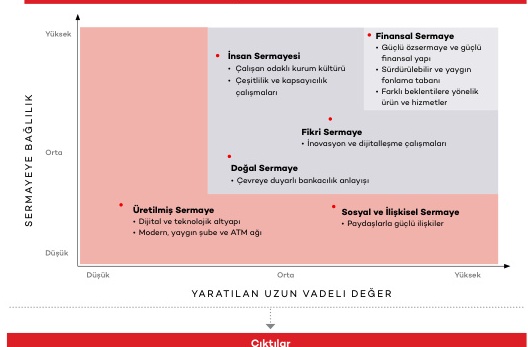 Yüksek
Orta
Düşük
SERMAYEYE BAĞLILIK
Finansal Sermaye
• Güçlü özsermaye ve güçlü
finansal yapı
• Sürdürülebilir ve yaygın
fonlama tabanı
• Farklı beklentilere yönelik
ürün ve hizmetler
İnsan Sermayesi
• Çalışan odaklı kurum kültürü
• Çeşitlilik ve kapsayıcılık
çalışmaları
Fikri Sermaye
• İnovasyon ve dijitalleşme çalışmaları
Doğal Sermaye
• Çevreye duyarlı bankacılık anlayışı
Üretilmiş Sermaye
• Dijital ve teknolojik altyapı
• Modern, yaygın şube ve ATM ağı
Sosyal ve İlişkisel Sermaye
• Paydaşlarla güçlü ilişkiler
Düşük
Orta
Yüksek
YARATILAN UZUN VADELİ DEĞER
Çıktılar